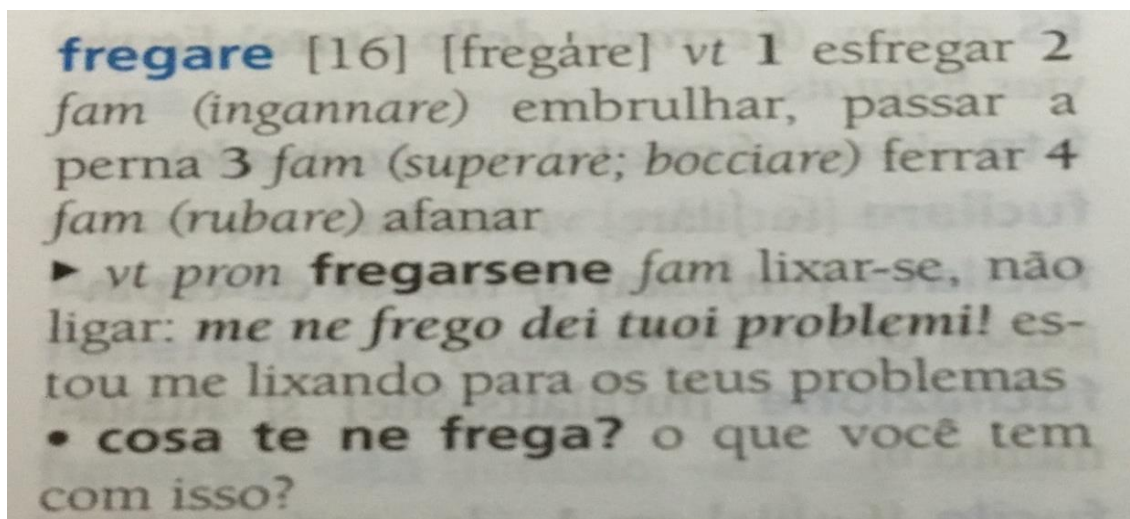 fregare [16] [fregáre] vt 1 esfregar 2
fam (ingannare) embrulhar, passar a
perna 3 fam (superare; bocciare) ferrar 4
fam (rubare) afanar
► vt pron fregarsene fam lixar-se, não
ligar: me ne frego dei tuoi problemi! es-
tou me lixando para os teus problemas
• cosa te ne frega? o que você tem
com isso?